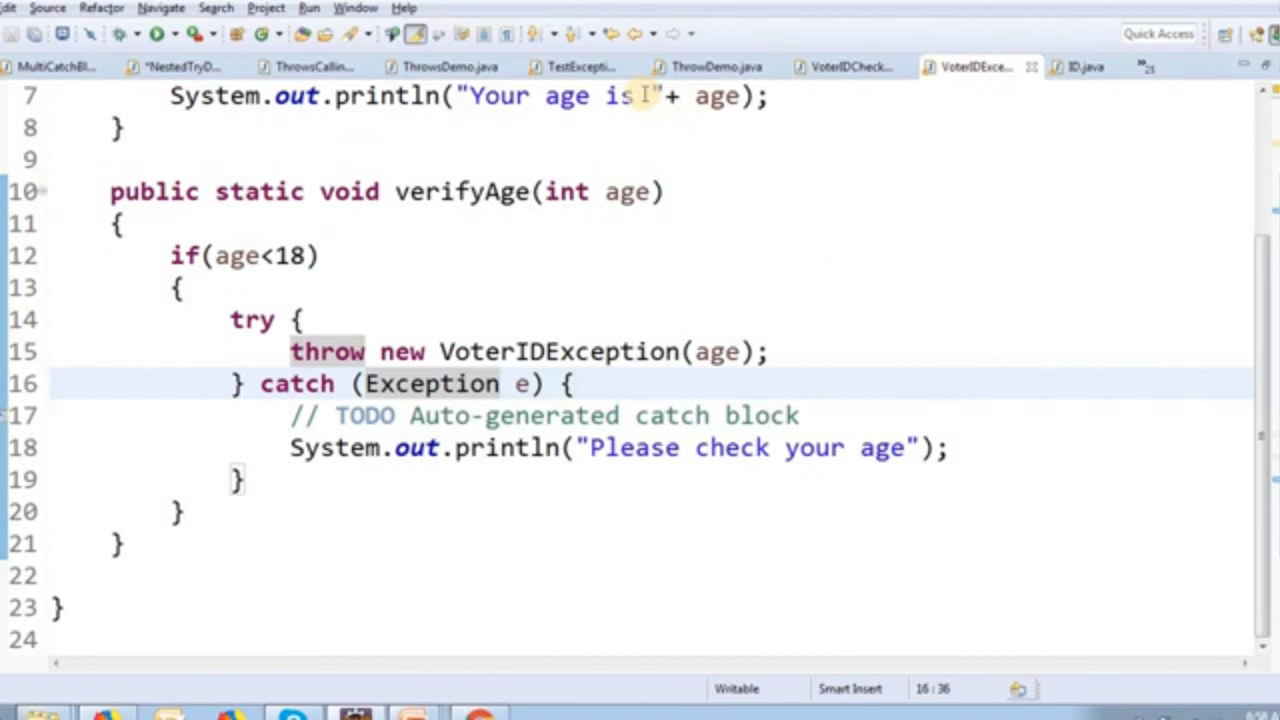 Edit Source Refactor Navigate Search Project Run Window Help
Quick Access
MultiCatchBl... *NestedTryD... ThrowsCallin... ThrowsDemo.java TestExcepti... ThrowDemo.java VoterIDCheck... VoterIDExce... ID.java
7 System.out.println("Your age is "+ age);
8 }
9
10 public static void verifyAge(int age)
11 {
12 if(age<18)
13 {
14 try {
15 throw new VoterIDException(age);
16 } catch (Exception e) {
17 // TODO Auto-generated catch block
18 System.out.println("Please check your age");
19 }
20 }
21 }
22
23 }
24
Writable Smart Insert 16 : 36